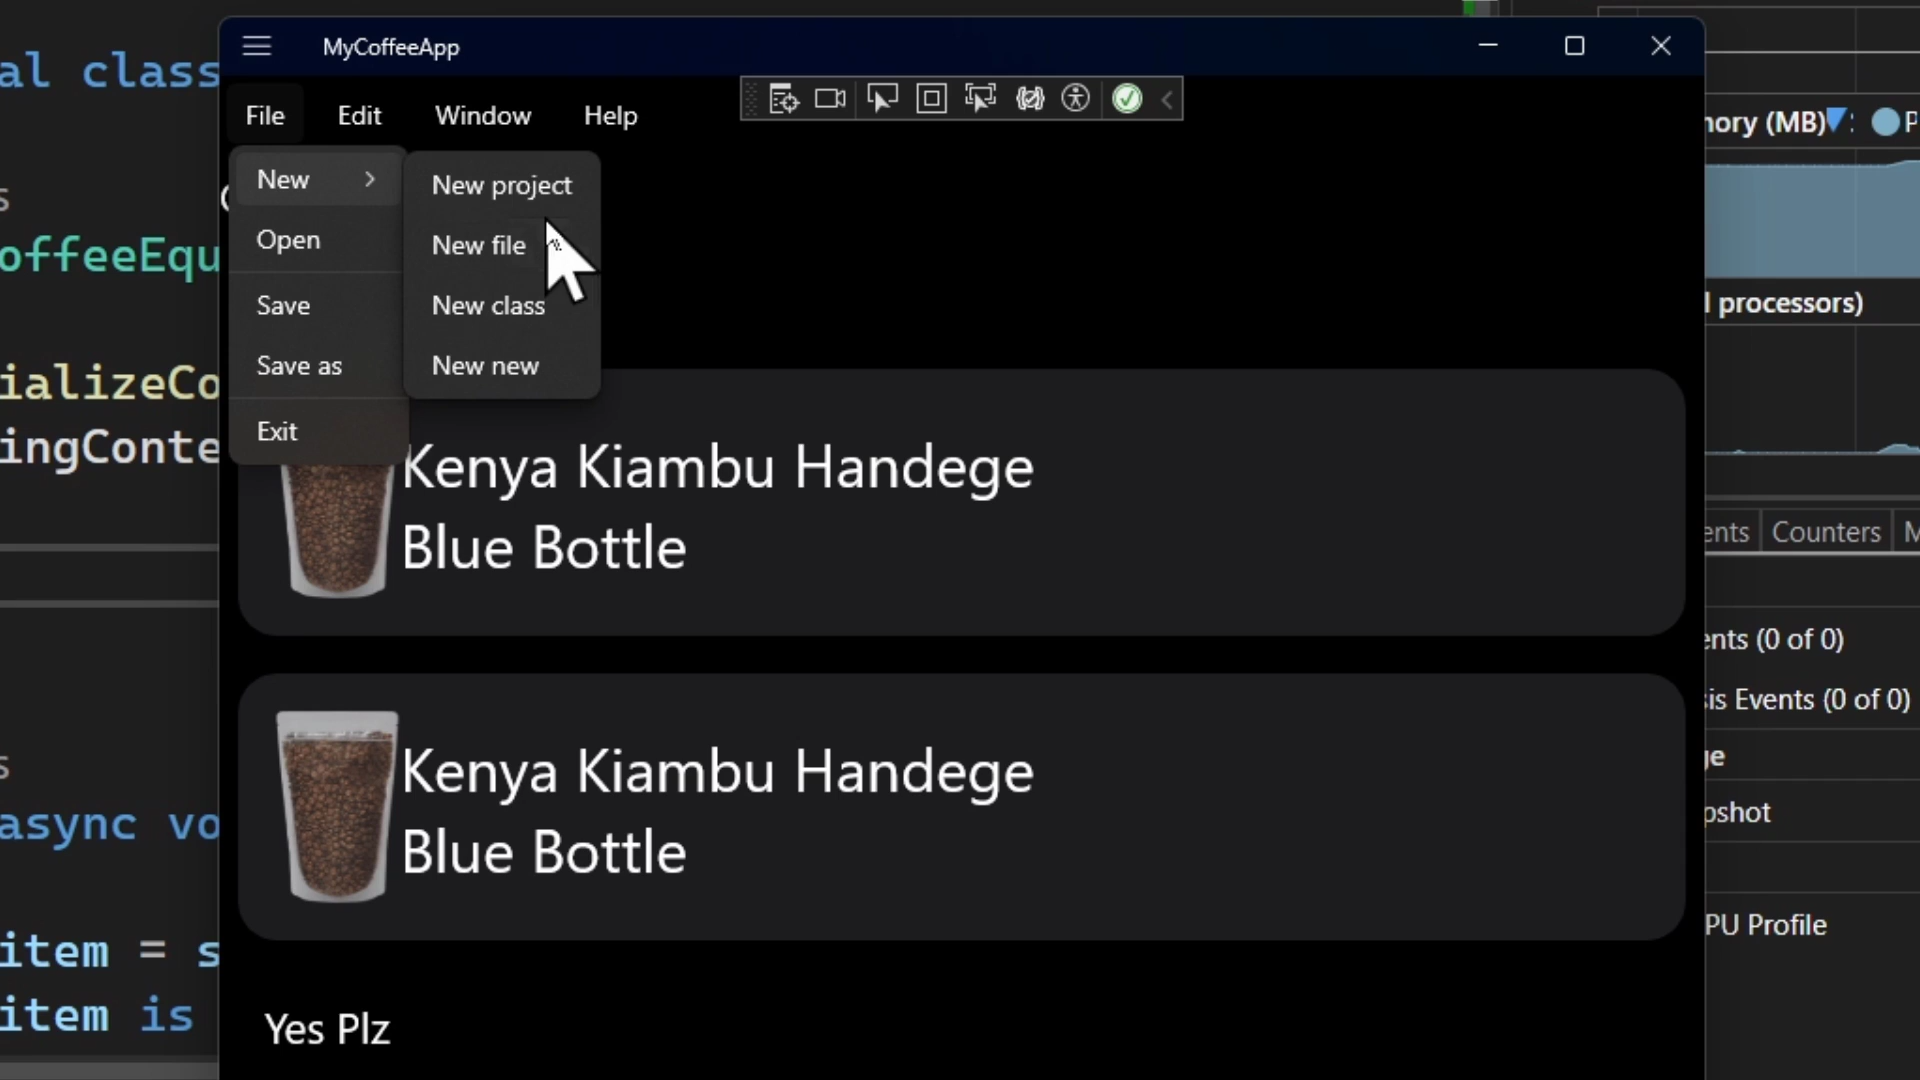 MyCoffeeApp
File Edit Window Help
New
Open
Save
Save as
Exit
New project
New file
New class
New new
Kenya Kiambu Handege
Blue Bottle
Kenya Kiambu Handege
Blue Bottle
Yes Plz
al class
s
offeeEqu
ializeCo
ingConte
s
async vo
item = s
item is
ory (MB)
l processors)
ents Counters
ents (0 of 0)
is Events (0 of 0)
ge
pshot
PU Profile